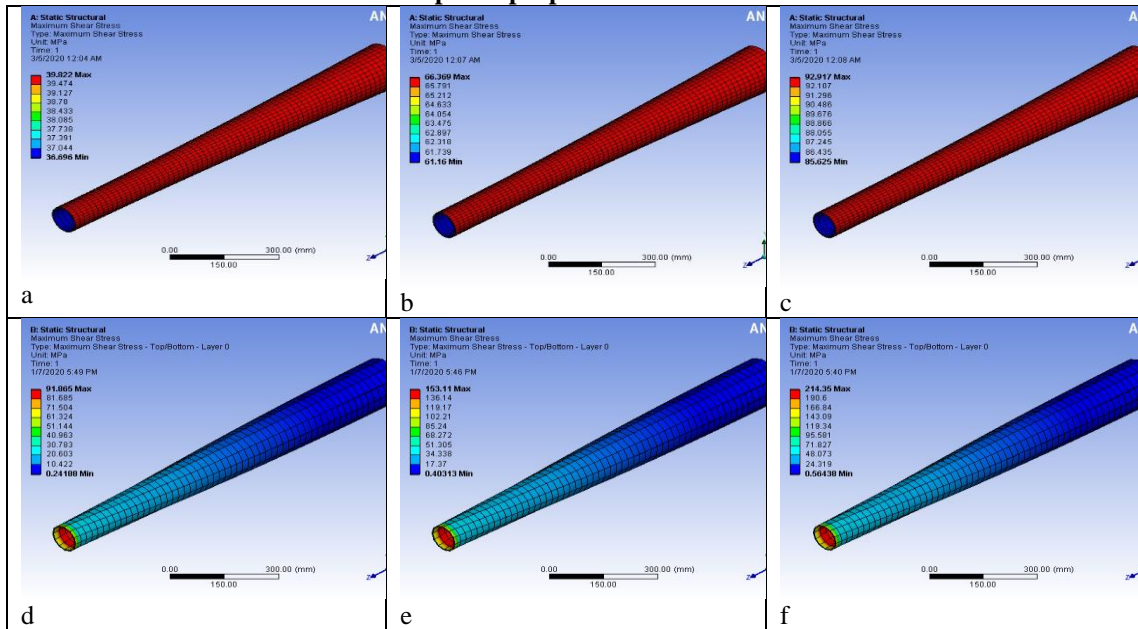 A: Static Structural
Maximum Shear Stress
Type: Maximum Shear Stress
Unit: MPa
Time: 1
3/5/2020 12:04 AM
39.822 Max
39.474
39.127
38.78
38.433
38.085
37.738
37.391
37.044
36.696 Min
AN
0.00
300.00 (mm)
150.00
Z
a
A: Static Structural
Maximum Shear Stress
Type: Maximum Shear Stress
Unit: MPa
Time: 1
3/5/2020 12:07 AM
66.369 Max
65.791
65.212
64.633
64.054
63.475
62.897
62.318
61.739
61.16 Min
AN
0.00
300.00 (mm)
150.00
Z
b
A: Static Structural
Maximum Shear Stress
Type: Maximum Shear Stress
Unit: MPa
Time: 1
3/5/2020 12:08 AM
92.917 Max
92.107
91.296
90.486
89.676
88.866
88.055
87.245
86.435
85.625 Min
AN
0.00
300.00 (mm)
150.00
Z
c
B: Static Structural
Maximum Shear Stress
Type: Maximum Shear Stress - Top/Bottom - Layer 0
Unit: MPa
Time: 1
1/7/2020 5:49 PM
91.865 Max
81.685
71.504
61.324
51.144
40.963
30.783
20.603
10.422
0.24188 Min
AN
0.00
300.00 (mm)
150.00
Z
d
B: Static Structural
Maximum Shear Stress
Type: Maximum Shear Stress - Top/Bottom - Layer 0
Unit: MPa
Time: 1
1/7/2020 5:46 PM
153.11 Max
136.14
119.17
102.21
85.24
68.272
51.305
34.338
17.37
0.40313 Min
AN
0.00
300.00 (mm)
150.00
Z
e
B: Static Structural
Maximum Shear Stress
Type: Maximum Shear Stress - Top/Bottom - Layer 0
Unit: MPa
Time: 1
1/7/2020 5:40 PM
214.35 Max
190.6
166.84
143.09
119.34
95.581
71.827
48.073
24.319
0.56438 Min
AN
0.00
300.00 (mm)
150.00
Z
f